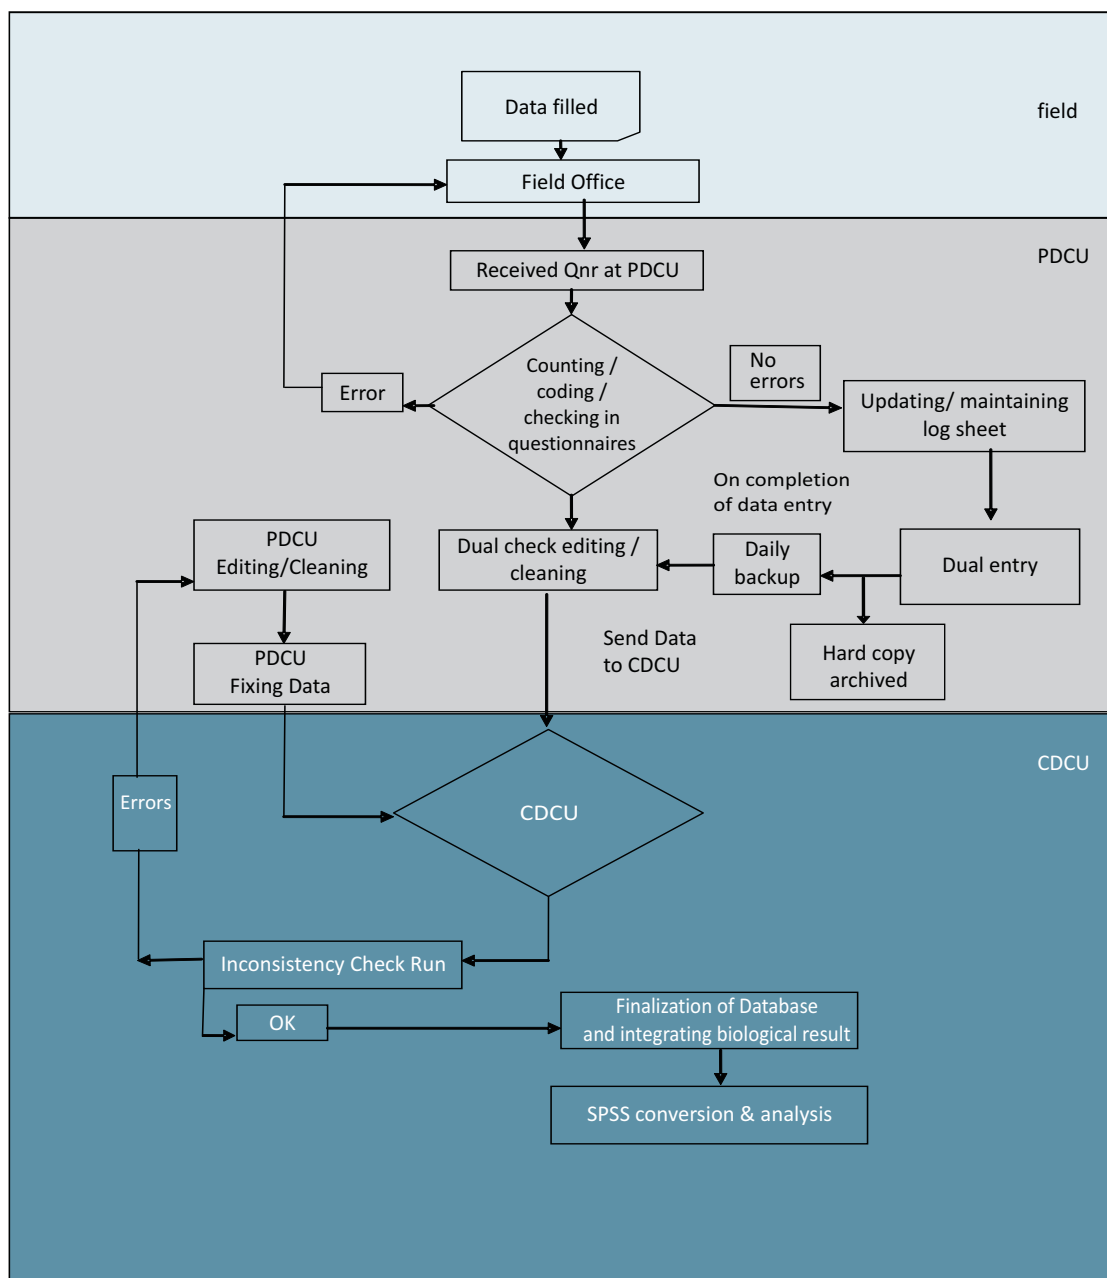 Data filled
field
Field Office
PDCU
Received Qnr at PDCU
Counting /
coding /
checking in
questionnaires
Error
No
errors
Updating/ maintaining
log sheet
On completion
of data entry
PDCU
Editing/Cleaning
Dual check editing /
cleaning
Daily
backup
Dual entry
PDCU
Fixing Data
Send Data
to CDCU
Hard copy
archived
CDCU
Errors
CDCU
Inconsistency Check Run
OK
Finalization of Database
and integrating biological result
SPSS conversion & analysis